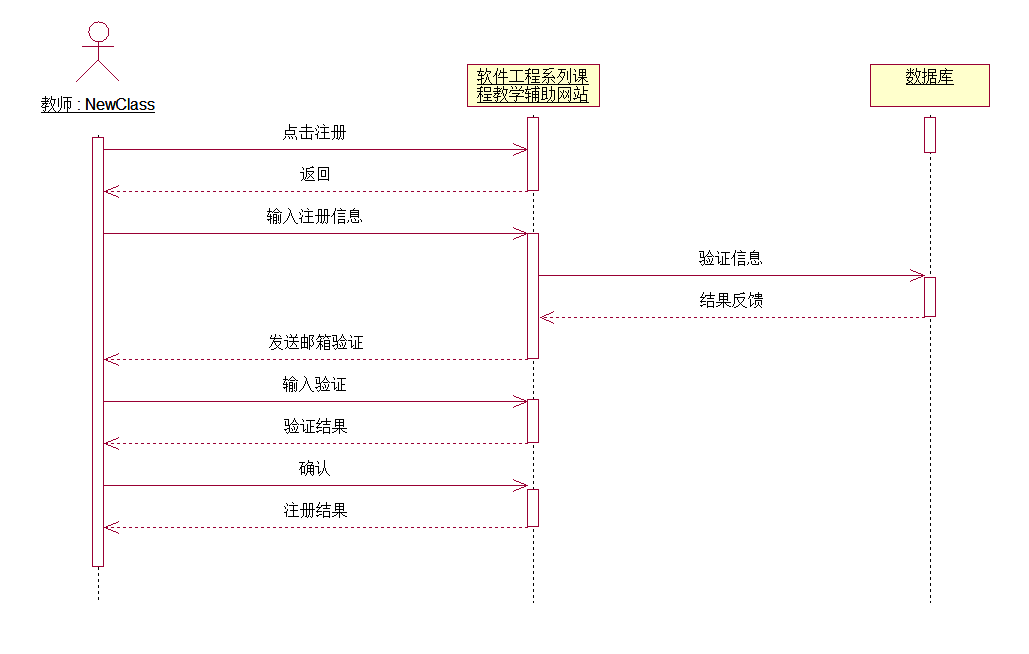 软件工程系列课
程教学辅助网站
数据库
教师 : NewClass
点击注册
返回
输入注册信息
验证信息
结果反馈
发送邮箱验证
输入验证
验证结果
确认
注册结果